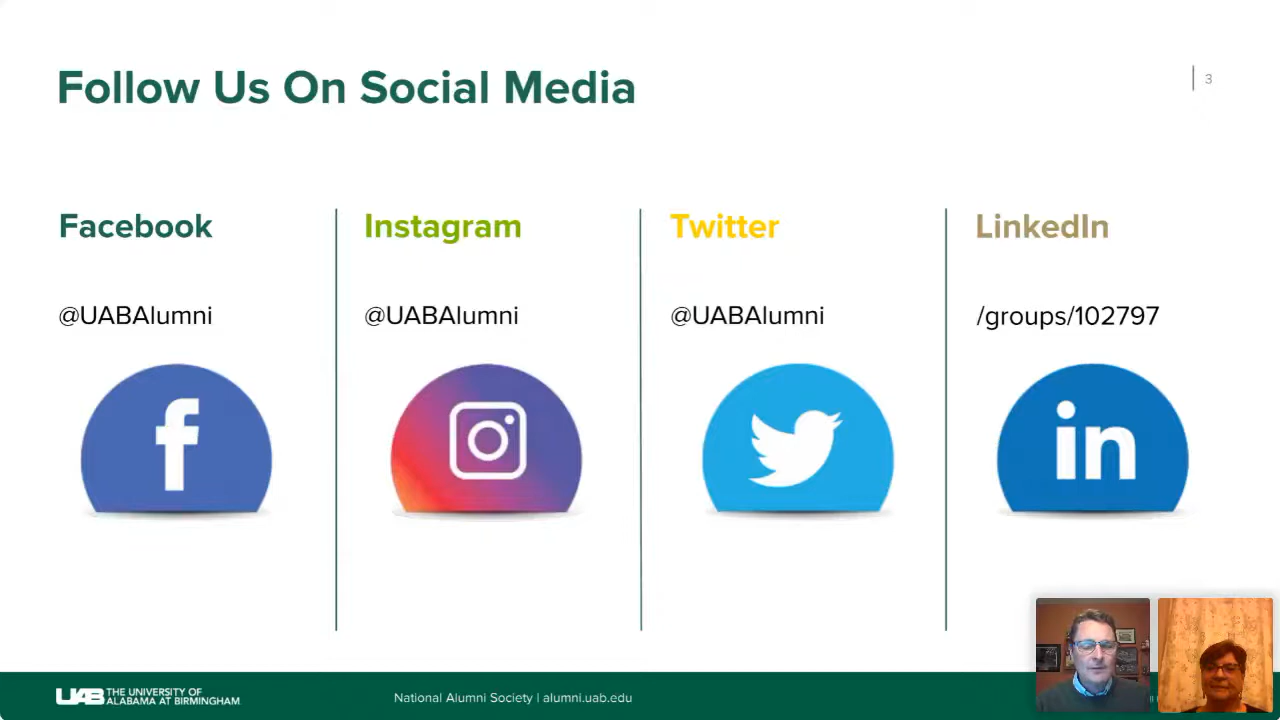 Follow Us On Social Media
3
Facebook
Instagram
Twitter
LinkedIn
@UABAlumni
@UABAlumni
@UABAlumni
/groups/102797
f
in
UAB THE UNIVERSITY OF
ALABAMA AT BIRMINGHAM
National Alumni Society | alumni.uab.edu